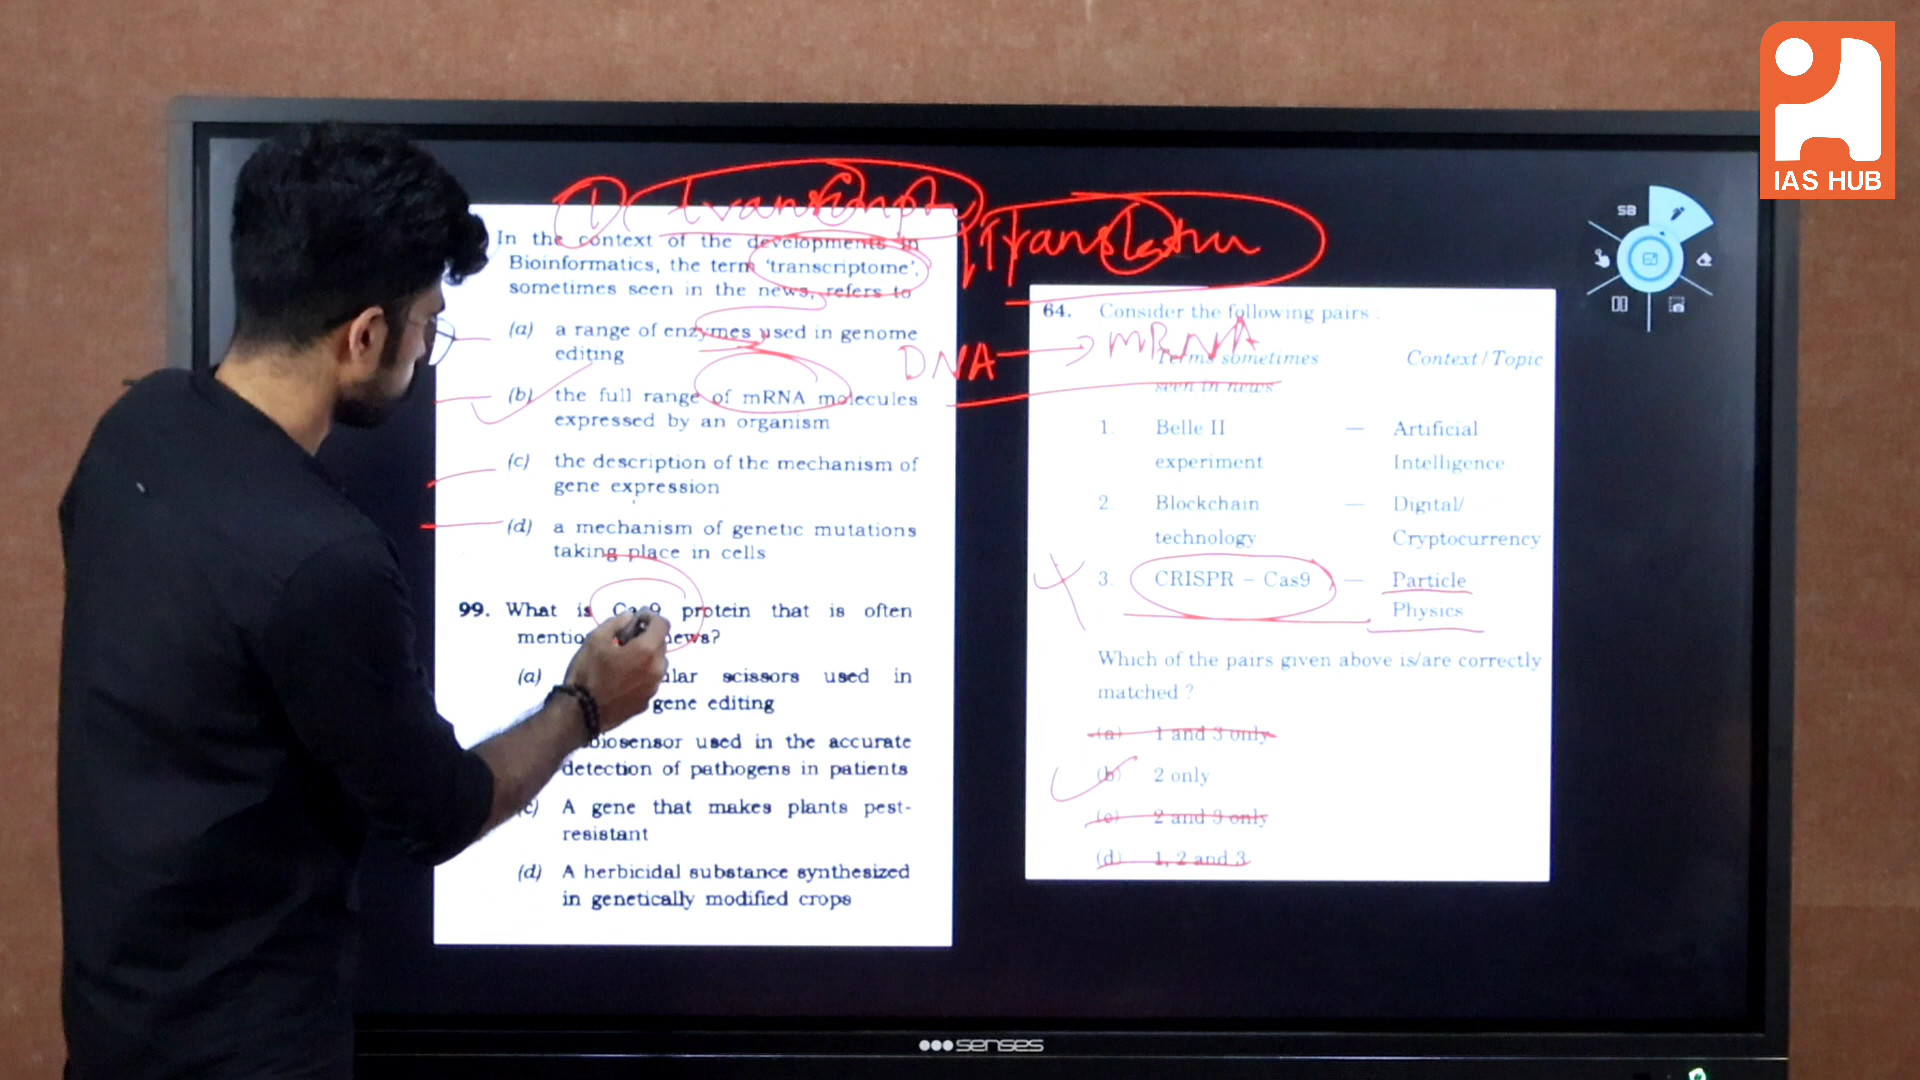 IAS HUB
SB
In the context of the developments in
Bioinformatics, the term 'transcriptome',
sometimes seen in the news, refers to
(a) a range of enzymes used in genome
editing
(b) the full range of mRNA molecules
expressed by an organism
(c) the description of the mechanism of
gene expression
(d) a mechanism of genetic mutations
taking place in cells
99. What is Cas9 protein that is often
news?
(a) scissors used in
gene editing
biosensor used in the accurate
detection of pathogens in patients
(c) A gene that makes plants pest-
resistant
(d) A herbicidal substance synthesized
in genetically modified crops
DNA → mRNA
64. Consider the following pairs :
Terms sometimes Context / Topic
seen in news
1. Belle II — Artificial
experiment Intelligence
2. Blockchain — Digital/
technology Cryptocurrency
3. CRISPR – Cas9 — Particle
Physics
Which of the pairs given above is/are correctly
matched ?
(a) 1 and 3 only
(b) 2 only
(c) 2 and 3 only
(d) 1, 2 and 3
senses